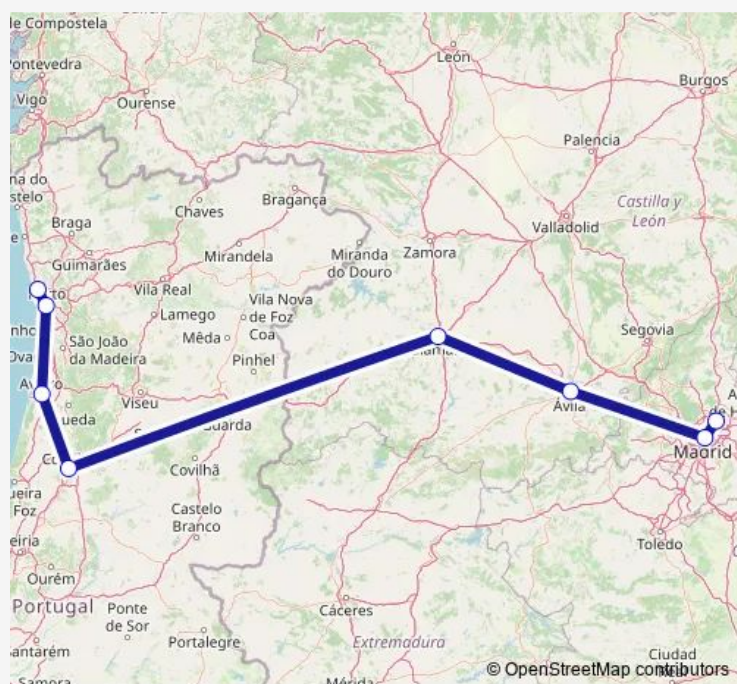 de Compostela
Pontevedra
Vigo
Ourense
León
Burgos
Palencia
Castilla y
León
Valladolid
Chaves
Bragança
Braga
Guimarães
Mirandela
Miranda
do Douro
Zamora
Vila Real
Lamego
Vila Nova
de Foz
Coa
São João
da Madeira
Mêda
Pinhel
Segovia
Viseu
Ávila
Madrid
Covilhã
Castelo
Branco
Foz
Toledo
Ourém
Portugal
Ponte
de Sor
Cáceres
Portalegre
Extremadura
Ciudad
Mérida
© OpenStreetMap contributors